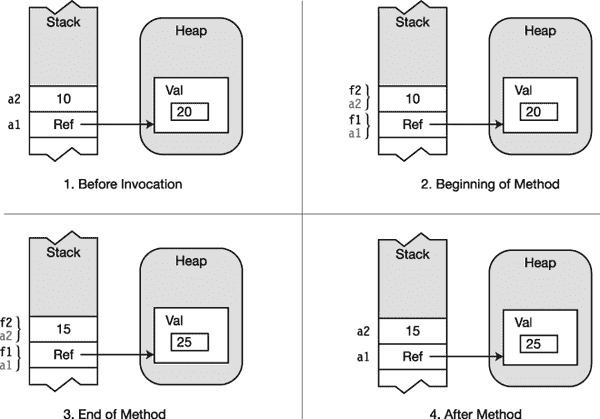 Stack
Heap
a2
10
Val
20
a1
Ref
1. Before Invocation
Stack
Heap
f2
a2
10
Val
20
f1
a1
Ref
2. Beginning of Method
Stack
Heap
f2
a2
15
Val
25
f1
a1
Ref
3. End of Method
Stack
Heap
a2
15
Val
25
a1
Ref
4. After Method